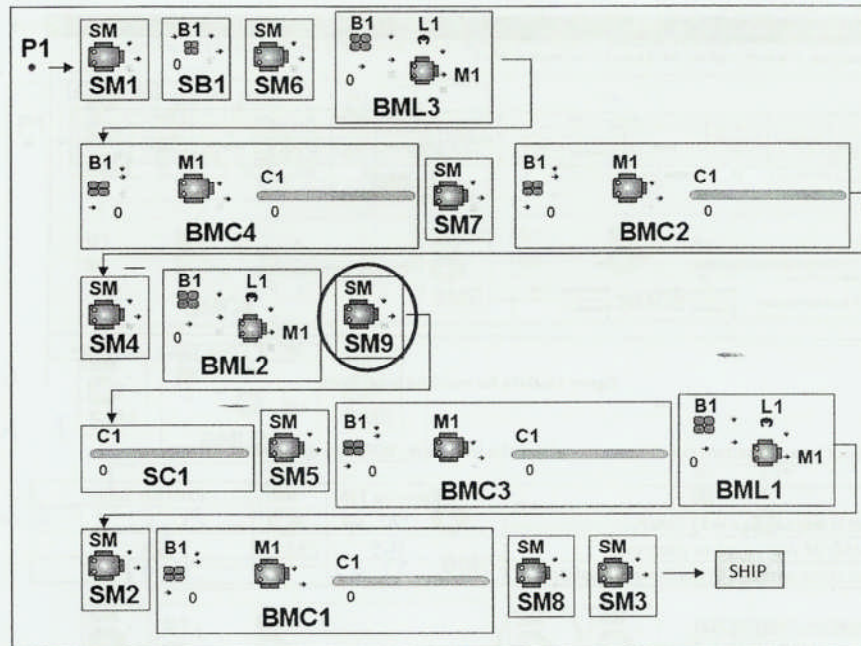 P1
SM
SM1
B1
SB1
SM
SM6
B1
L1
0
M1
BML3
B1
M1
C1
0
0
BMC4
SM
SM7
B1
M1
C1
0
0
BMC2
SM
SM4
B1
L1
0
M1
BML2
SM
SM9
C1
0
SC1
SM
SM5
B1
M1
C1
0
0
BMC3
B1
L1
0
M1
BML1
SM
SM2
B1
M1
C1
0
0
BMC1
SM
SM8
SM
SM3
SHIP